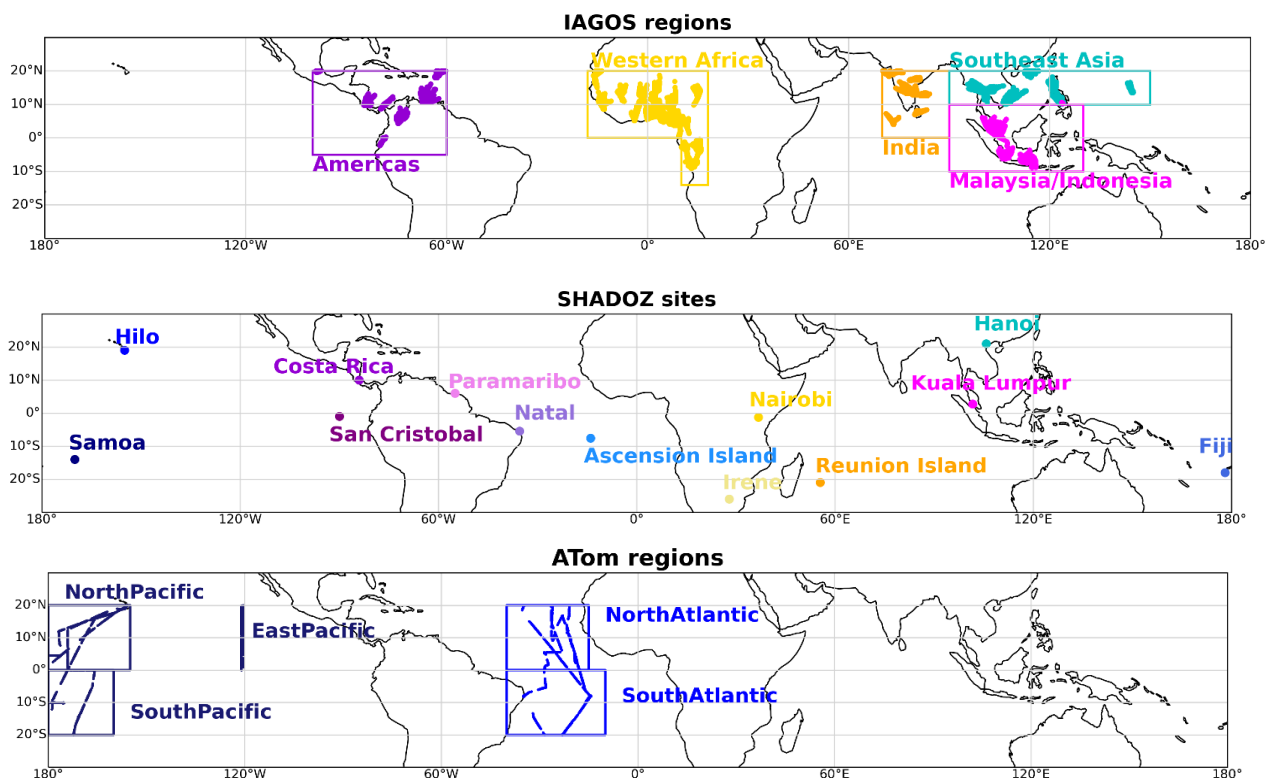 IAGOS regions
20°N
10°N
0°
10°S
20°S
Western Africa
Southeast Asia
India
Americas
Malaysia/Indonesia
180°
120°W
60°W
0°
60°E
120°E
180°
SHADOZ sites
20°N
10°N
0°
10°S
20°S
Hanoi
Hilo
Costa Rica
Paramaribo
Kuala Lumpur
Nairobi
Natal
San Cristobal
Samoa
Fiji
Ascension Island
Reunion Island
Irene
180°
120°W
60°W
0°
60°E
120°E
180°
ATom regions
20°N
10°N
0°
10°S
20°S
NorthPacific
NorthAtlantic
EastPacific
SouthAtlantic
SouthPacific
180°
120°W
60°W
0°
60°E
120°E
180°